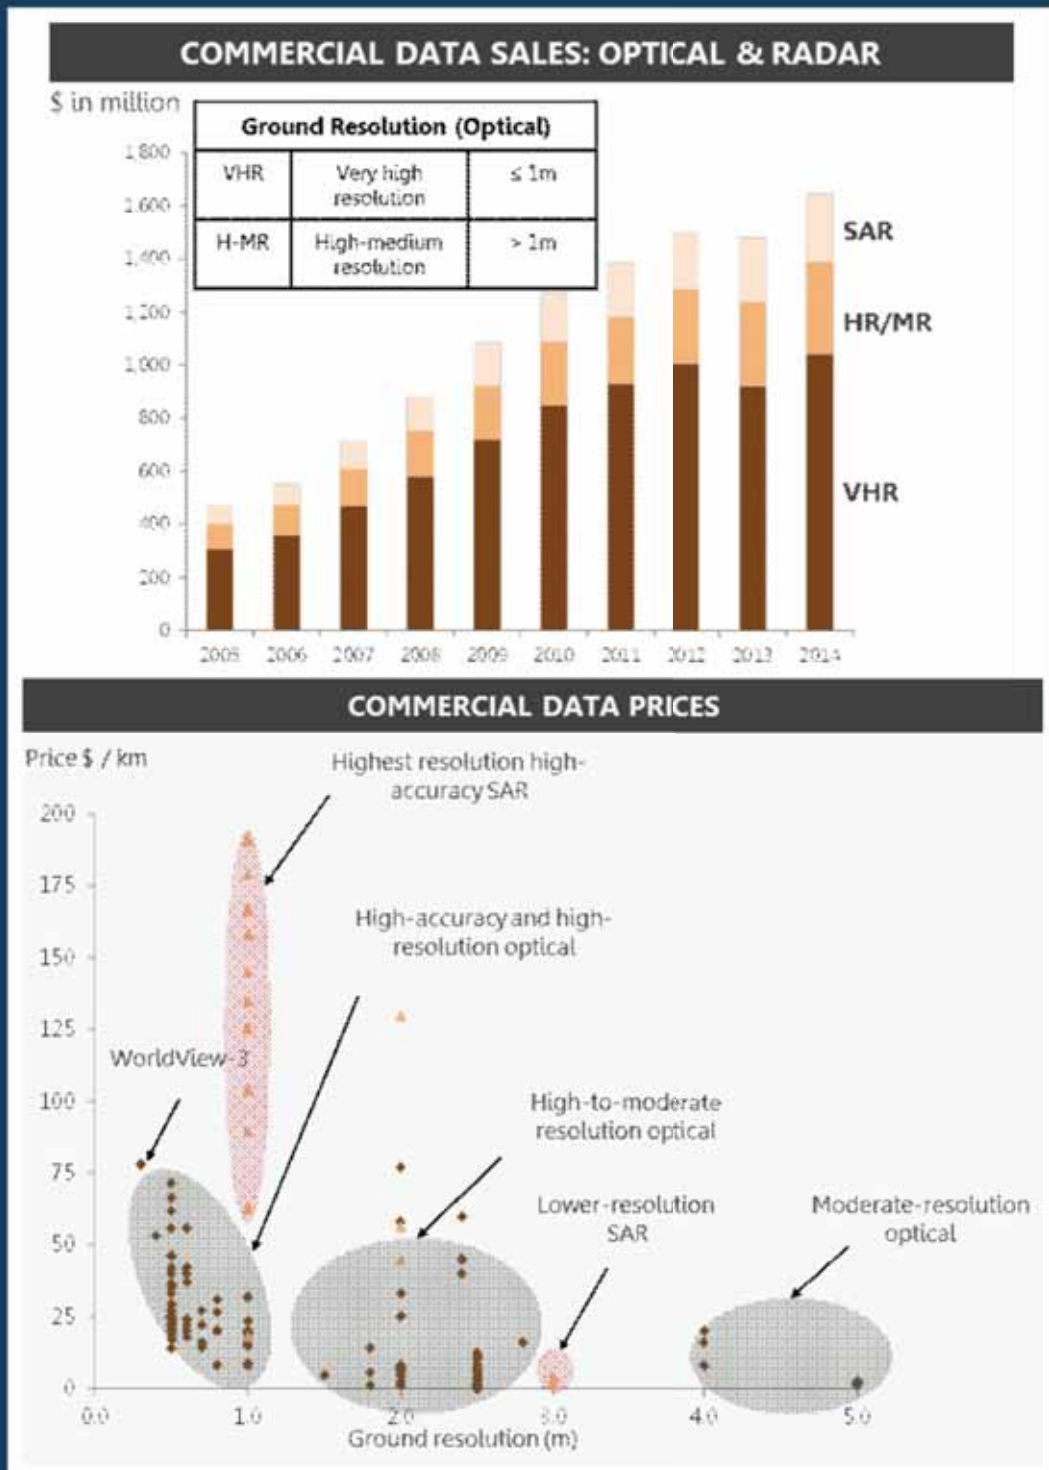 COMMERCIAL DATA SALES: OPTICAL & RADAR
$ in million
Ground Resolution (Optical)
VHR Very high resolution ≤ 1m
H-MR High-medium resolution > 1m
1,800
1,600
1,400
1,200
1,000
800
600
400
200
0
SAR
HR/MR
VHR
2005 2006 2007 2008 2009 2010 2011 2012 2013 2014
COMMERCIAL DATA PRICES
Price $ / km
Highest resolution high-
accuracy SAR
High-accuracy and high-
resolution optical
WorldView-3
High-to-moderate
resolution optical
Lower-resolution
SAR
Moderate-resolution
optical
200
175
150
125
100
75
50
25
0
0.0 1.0 2.0 3.0 4.0 5.0
Ground resolution (m)